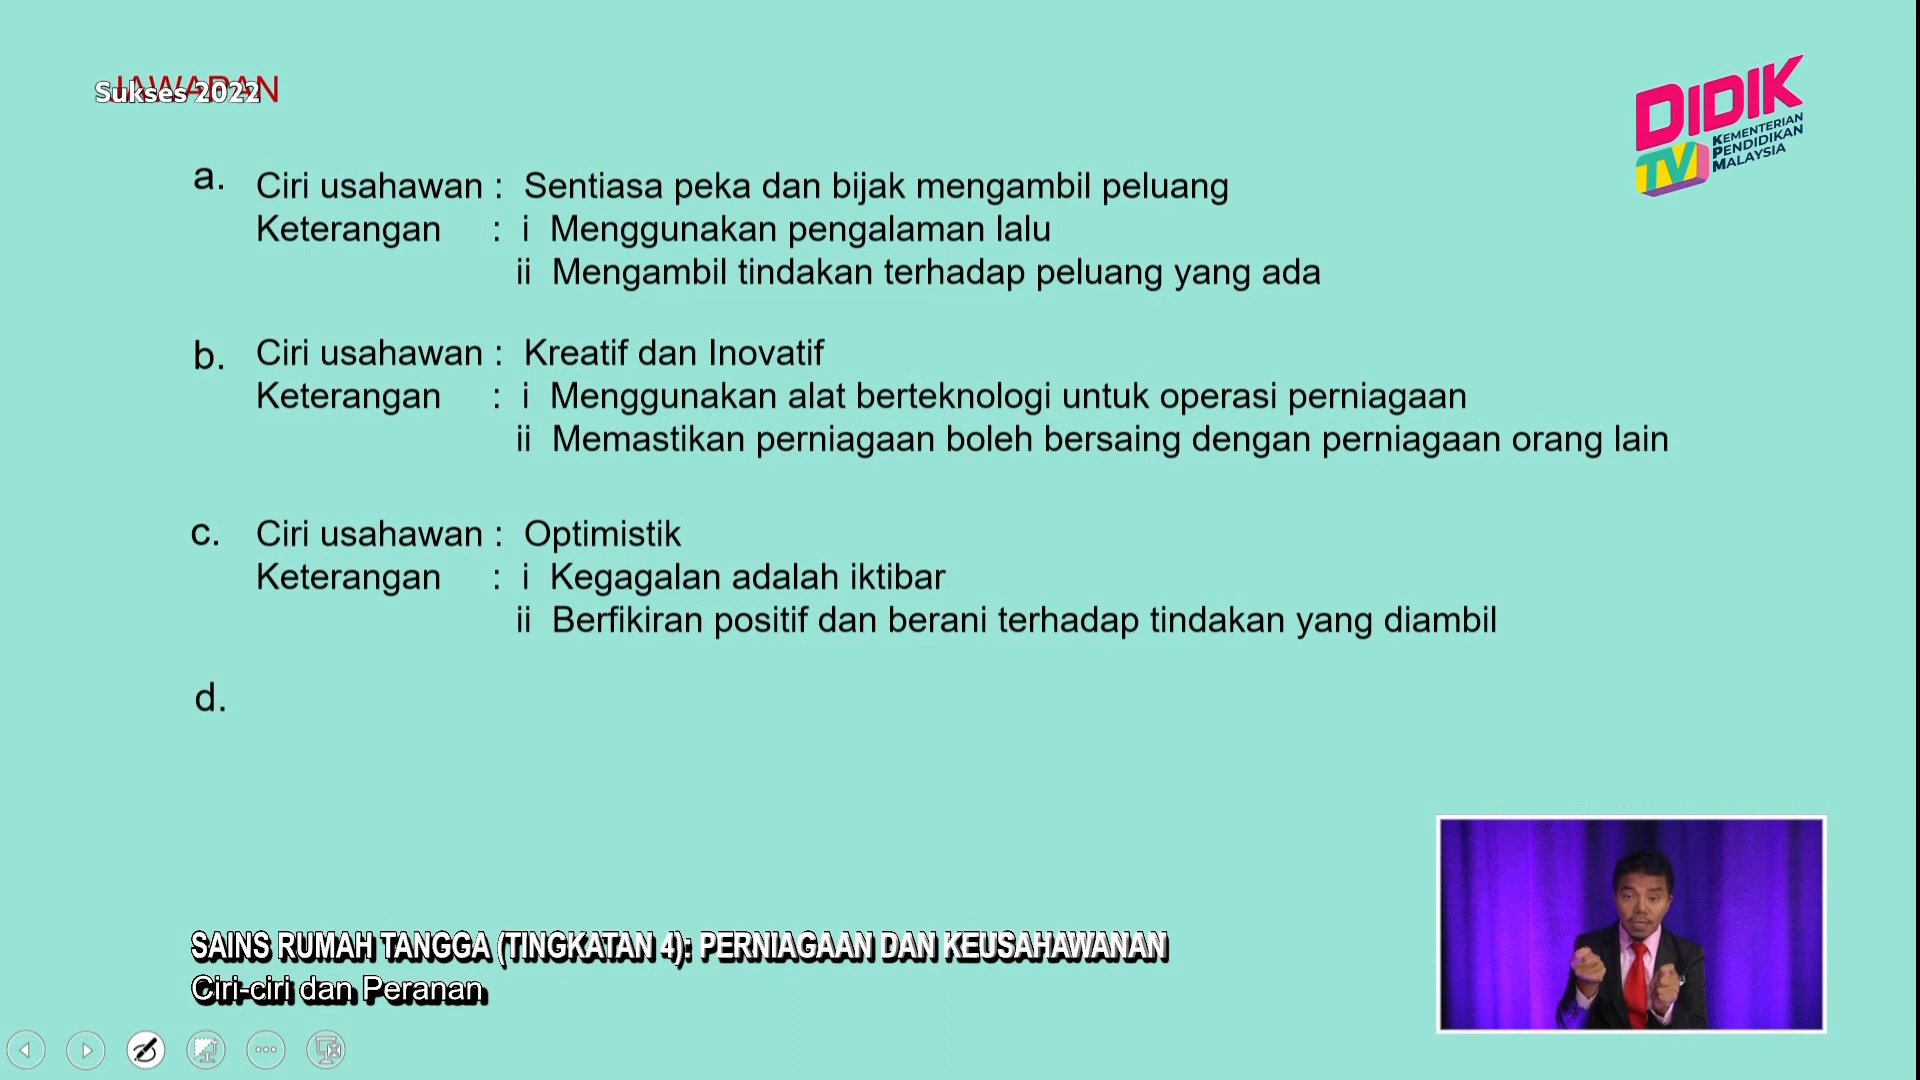 JAWAPAN
Sukses 2022
DIDIK
TV
KEMENTERIAN
PENDIDIKAN
MALAYSIA
a. Ciri usahawan : Sentiasa peka dan bijak mengambil peluang
Keterangan : i Menggunakan pengalaman lalu
ii Mengambil tindakan terhadap peluang yang ada
b. Ciri usahawan : Kreatif dan Inovatif
Keterangan : i Menggunakan alat berteknologi untuk operasi perniagaan
ii Memastikan perniagaan boleh bersaing dengan perniagaan orang lain
c. Ciri usahawan : Optimistik
Keterangan : i Kegagalan adalah iktibar
ii Berfikiran positif dan berani terhadap tindakan yang diambil
d.
SAINS RUMAH TANGGA (TINGKATAN 4): PERNIAGAAN DAN KEUSAHAWANAN
Ciri-ciri dan Peranan